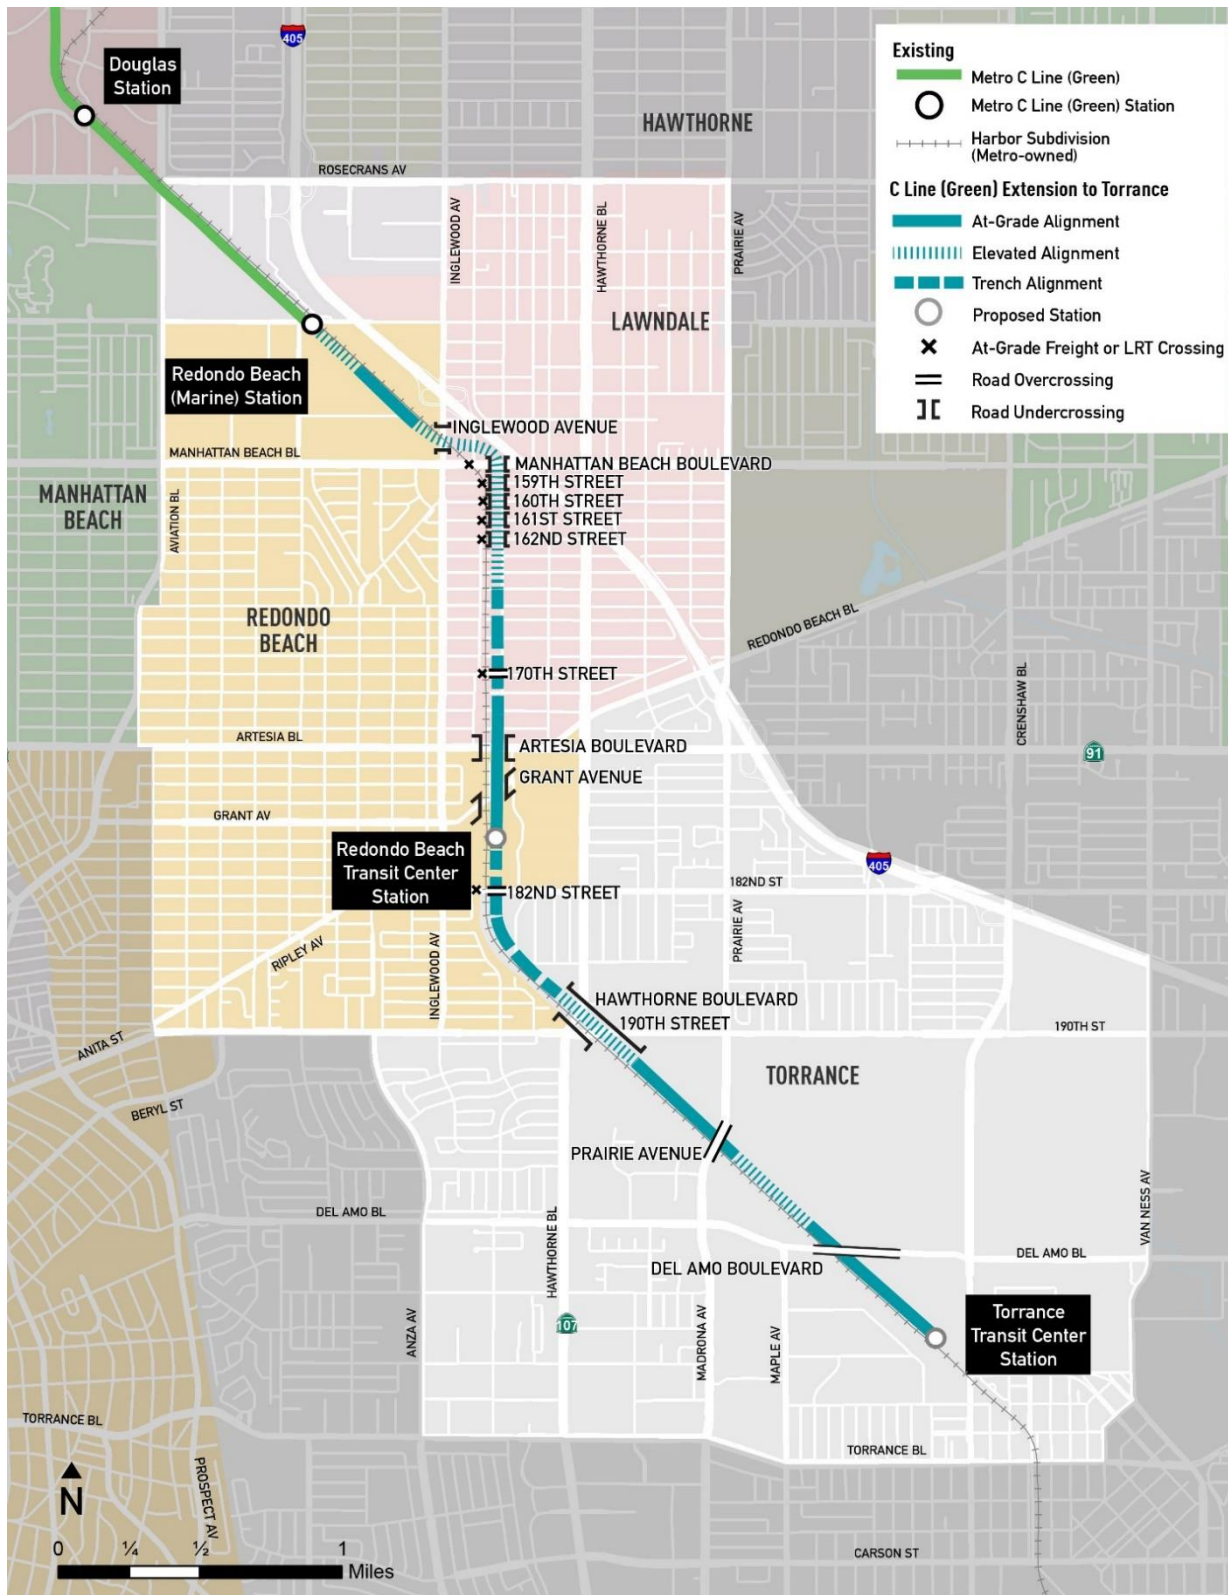 405
Douglas
Station
HAWTHORNE
ROSECRANS AV
INGLEWOOD AV
HAWTHORNE BL
PRAIRIE AV
LAWNDALE
Existing
Metro C Line (Green)
Metro C Line (Green) Station
Harbor Subdivision
(Metro-owned)
C Line (Green) Extension to Torrance
At-Grade Alignment
Elevated Alignment
Trench Alignment
Proposed Station
At-Grade Freight or LRT Crossing
Road Overcrossing
Road Undercrossing
Redondo Beach
(Marine) Station
INGLEWOOD AVENUE
MANHATTAN BEACH BL
MANHATTAN BEACH BOULEVARD
159TH STREET
160TH STREET
161ST STREET
162ND STREET
MANHATTAN
BEACH
AVIATION BL
REDONDO
BEACH
REDONDO BEACH BL
170TH STREET
CRENSHAW BL
ARTESIA BL
ARTESIA BOULEVARD
91
GRANT AVENUE
GRANT AV
Redondo Beach
Transit Center
Station
405
182ND ST
182ND STREET
PRAIRIE AV
RIPLEY AV
INGLEWOOD AV
HAWTHORNE BOULEVARD
190TH STREET
190TH ST
ANITA ST
TORRANCE
BERYL ST
PRAIRIE AVENUE
VAN NESS AV
DEL AMO BL
HAWTHORNE BL
DEL AMO BL
DEL AMO BOULEVARD
107
ANZA AV
MADRONA AV
MAPLE AV
Torrance
Transit Center
Station
TORRANCE BL
TORRANCE BL
PROSPECT AV
N
0 ¼ ½ 1
Miles
CARSON ST